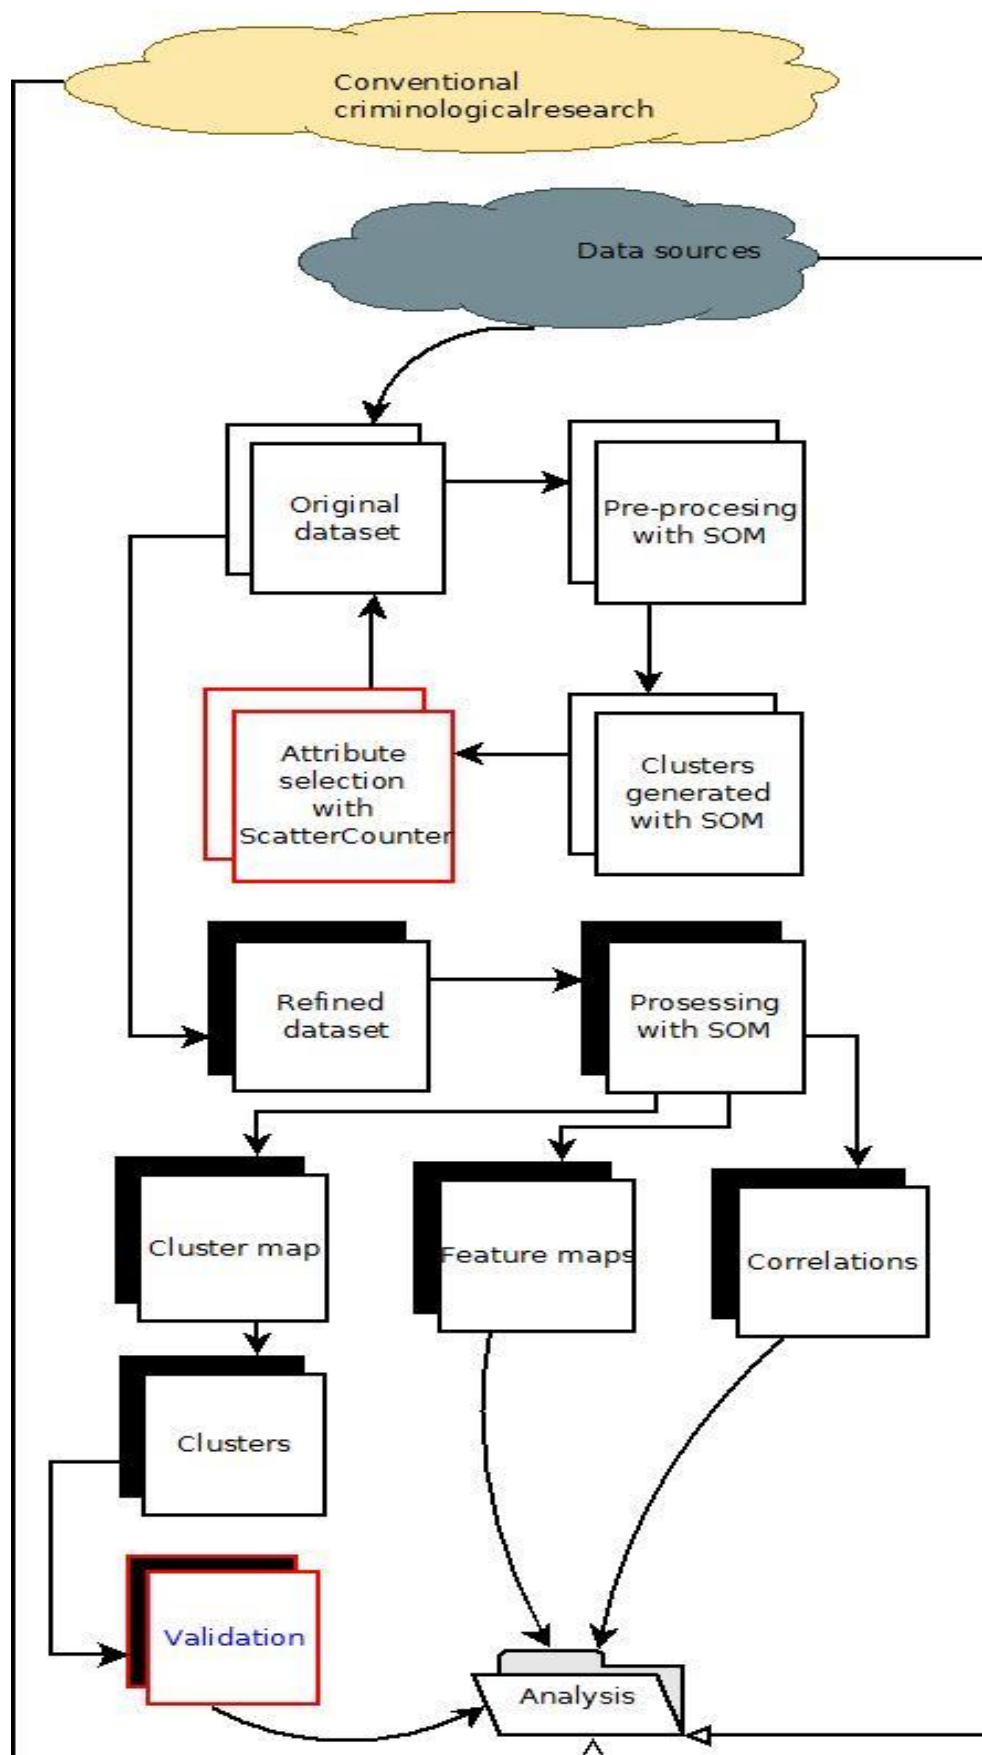 Conventional
criminologicalresearch
Data sources
Original
dataset
Pre-procesing
with SOM
Attribute
selection
with
ScatterCounter
Clusters
generated
with SOM
Refined
dataset
Prosessing
with SOM
Cluster map
Feature maps
Correlations
Clusters
Validation
Analysis